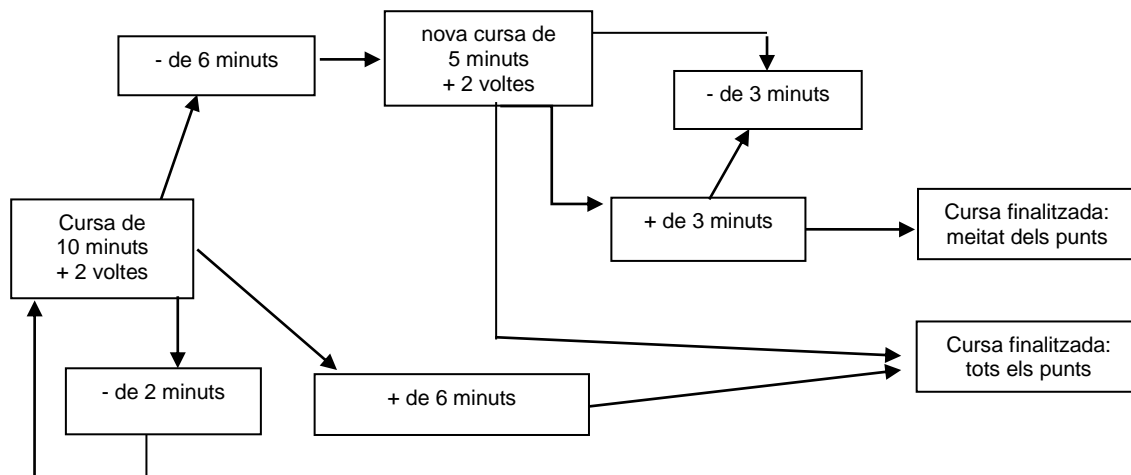 nova cursa de
5 minuts
+ 2 voltes
- de 6 minuts
- de 3 minuts
Cursa de
10 minuts
+ 2 voltes
+ de 3 minuts
Cursa finalitzada:
meitat dels punts
Cursa finalitzada:
tots els punts
- de 2 minuts
+ de 6 minuts